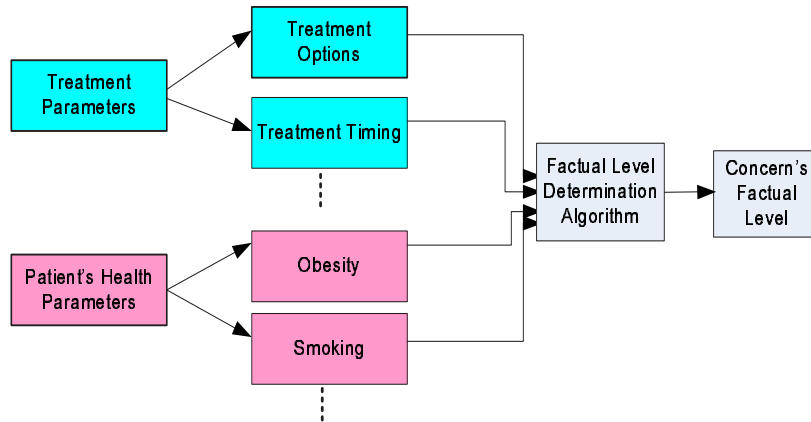 Treatment
Parameters
Treatment
Options
Treatment Timing
Patient's Health
Parameters
Obesity
Smoking
Factual Level
Determination
Algorithm
Concern's
Factual
Level